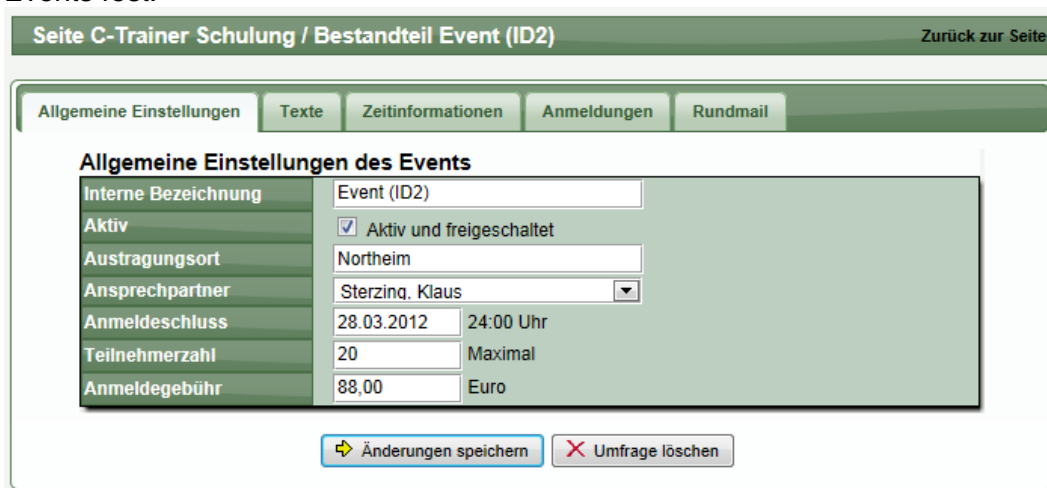 Seite C-Trainer Schulung / Bestandteil Event (ID2) Zurück zur Seite
Allgemeine Einstellungen Texte Zeitinformationen Anmeldungen Rundmail
Allgemeine Einstellungen des Events
Interne Bezeichnung Event (ID2)
Aktiv Aktiv und freigeschaltet
Austragungsort Northeim
Ansprechpartner Sterzing, Klaus
Anmeldeschluss 28.03.2012 24:00 Uhr
Teilnehmerzahl 20 Maximal
Anmeldegebühr 88,00 Euro
Änderungen speichern Umfrage löschen